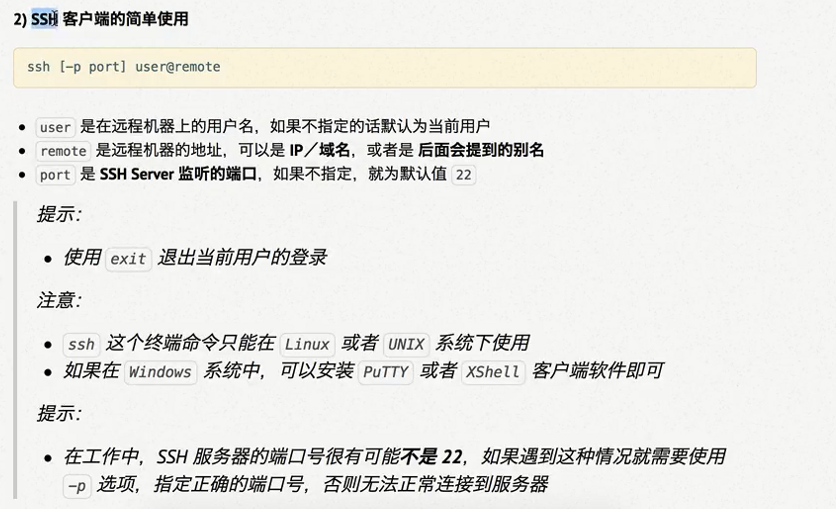 2) SSH 客户端的简单使用
ssh [-p port] user@remote
• user 是在远程机器上的用户名，如果不指定的话默认为当前用户
• remote 是远程机器的地址，可以是 IP／域名，或者是 后面会提到的别名
• port 是 SSH Server 监听的端口，如果不指定，就为默认值 22
提示：
• 使用 exit 退出当前用户的登录
注意：
• ssh 这个终端命令只能在 Linux 或者 UNIX 系统下使用
• 如果在 Windows 系统中，可以安装 PuTTY 或者 XShell 客户端软件即可
提示：
• 在工作中，SSH 服务器的端口号很有可能不是 22，如果遇到这种情况就需要使用
-p 选项，指定正确的端口号，否则无法正常连接到服务器